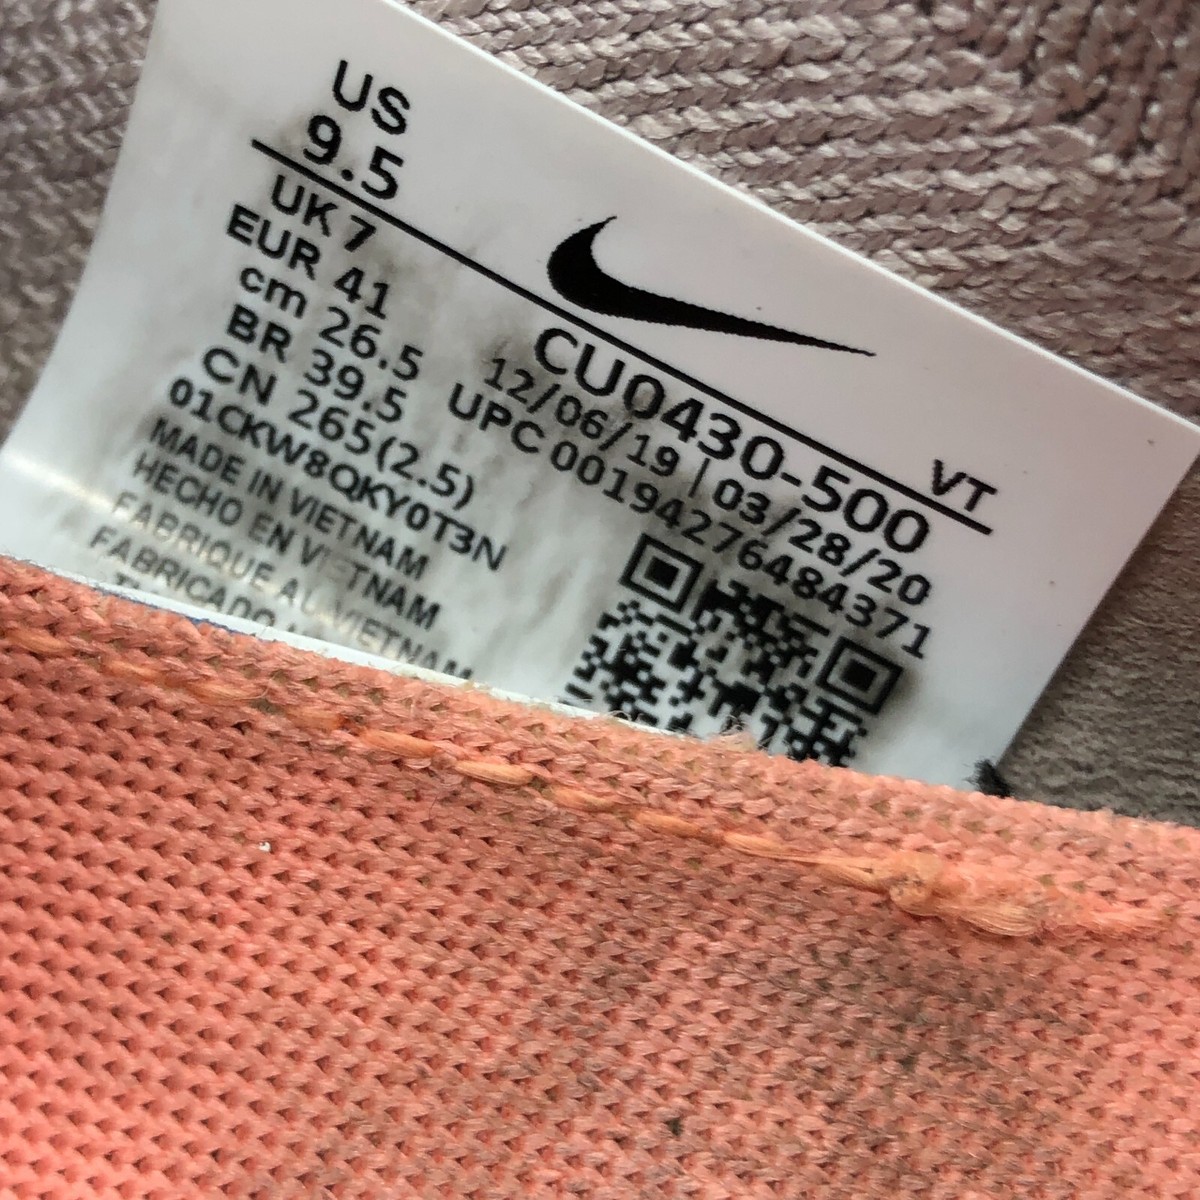 US
9.5
UK 7
EUR 41
cm 26.5
BR 39.5
CN 265(2.5)
01CKW8QKY0T3N
MADE IN VIETNAM
HECHO EN VIETNAM
FABRIQUE AU VIETNAM
FABRICADO
VT
CU0430-500
12/06/19 | 03/28/20
UPC 00194276484371